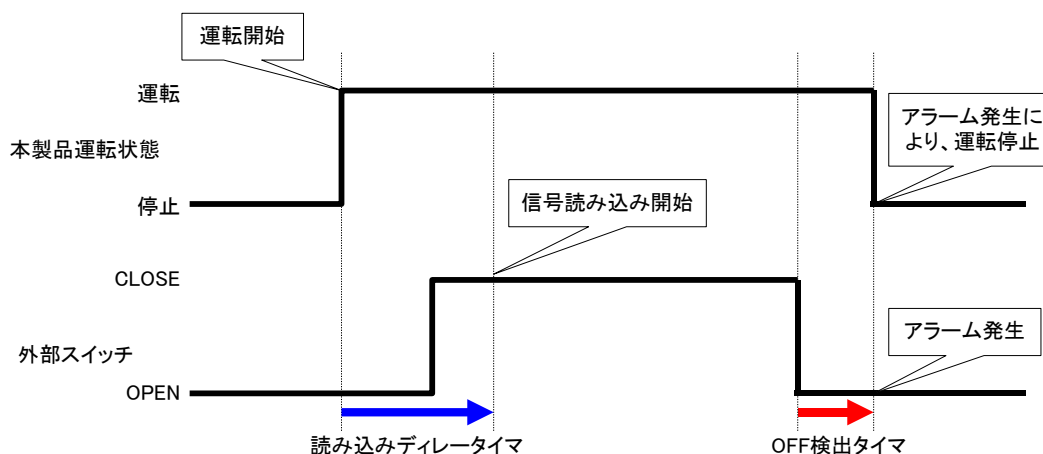 運転開始
運転
本製品運転状態
停止
アラーム発生に
より、運転停止
信号読み込み開始
CLOSE
外部スイッチ
OPEN
アラーム発生
読み込みディレータイマ
OFF検出タイマ